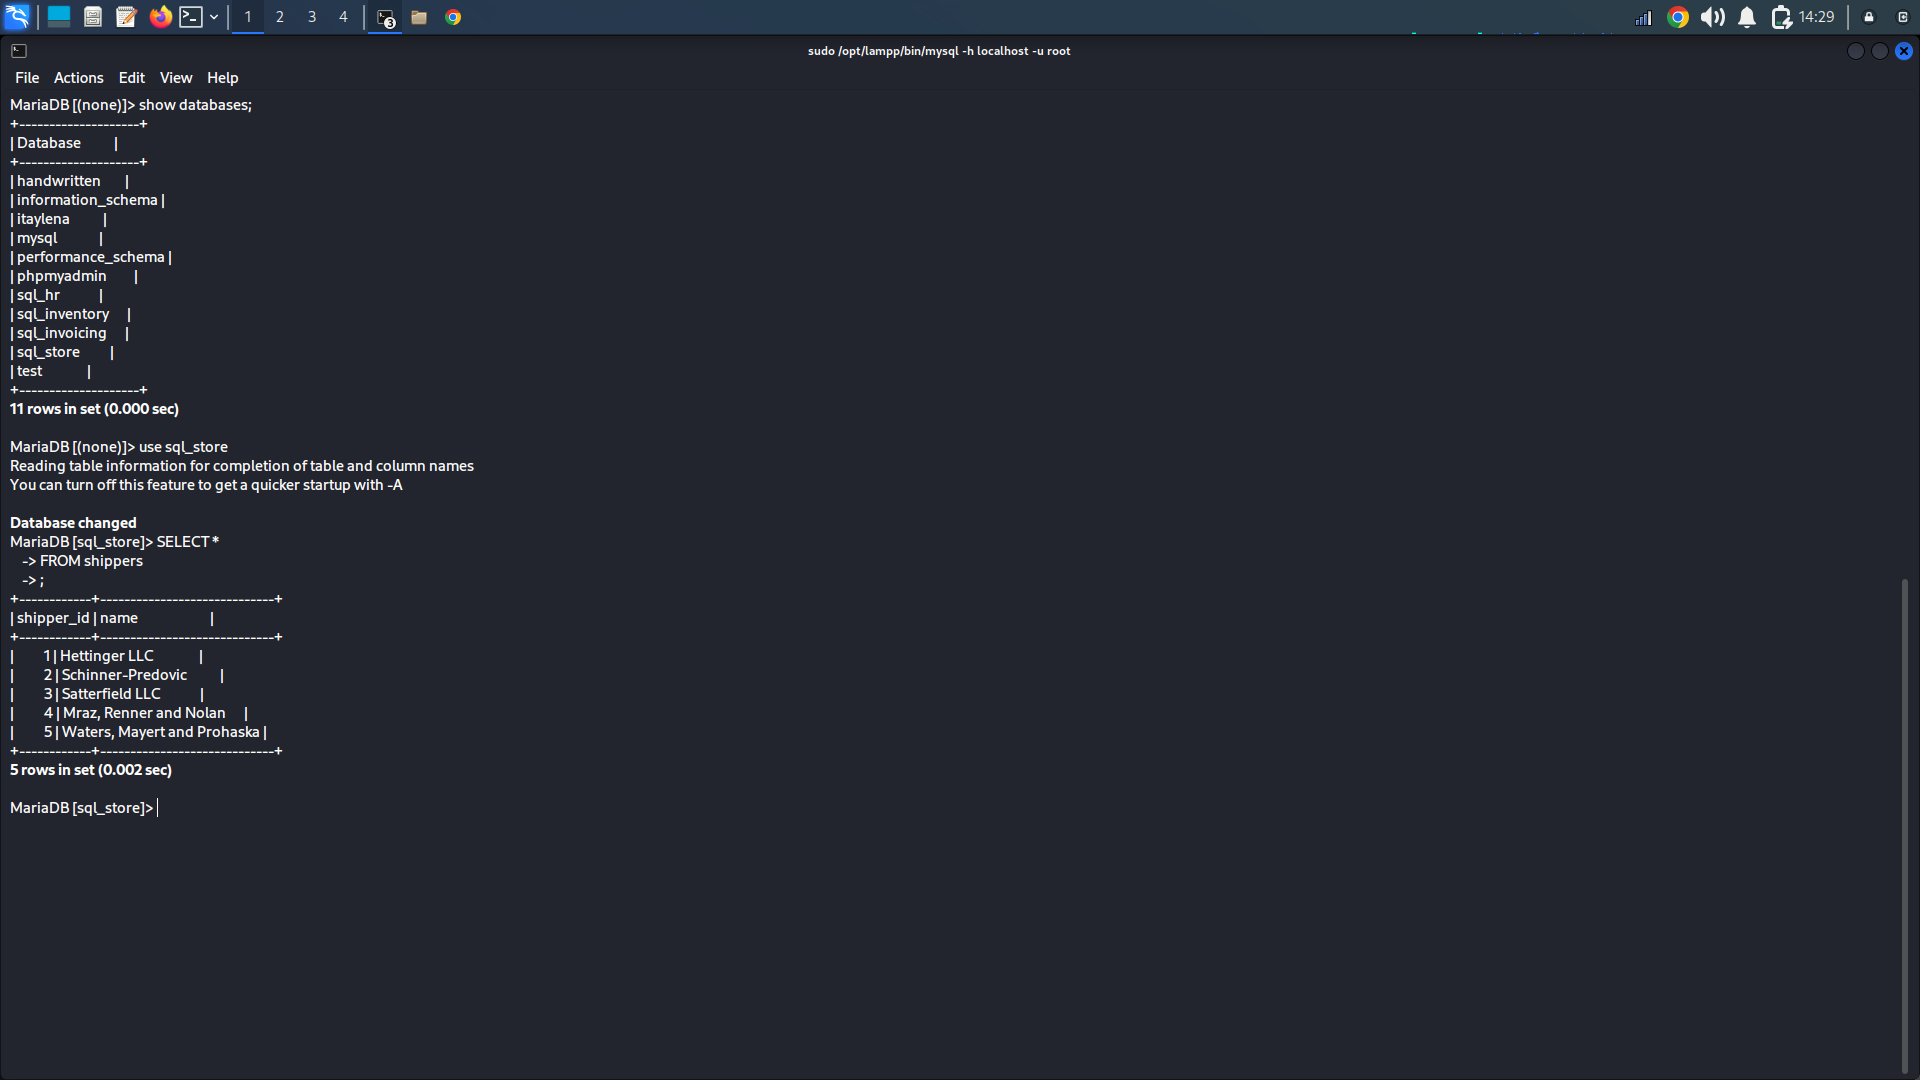 1 2 3 4 3 14:29
sudo /opt/lampp/bin/mysql -h localhost -u root
File Actions Edit View Help
MariaDB [(none)]> show databases;
+--------------------+
| Database |
+--------------------+
| handwritten |
| information_schema |
| itaylena |
| mysql |
| performance_schema |
| phpmyadmin |
| sql_hr |
| sql_inventory |
| sql_invoicing |
| sql_store |
| test |
+--------------------+
11 rows in set (0.000 sec)
MariaDB [(none)]> use sql_store
Reading table information for completion of table and column names
You can turn off this feature to get a quicker startup with -A
Database changed
MariaDB [sql_store]> SELECT *
-> FROM shippers
-> ;
+------------+-----------------------------+
| shipper_id | name |
+------------+-----------------------------+
| 1 | Hettinger LLC |
| 2 | Schinner-Predovic |
| 3 | Satterfield LLC |
| 4 | Mraz, Renner and Nolan |
| 5 | Waters, Mayert and Prohaska |
+------------+-----------------------------+
5 rows in set (0.002 sec)
MariaDB [sql_store]>